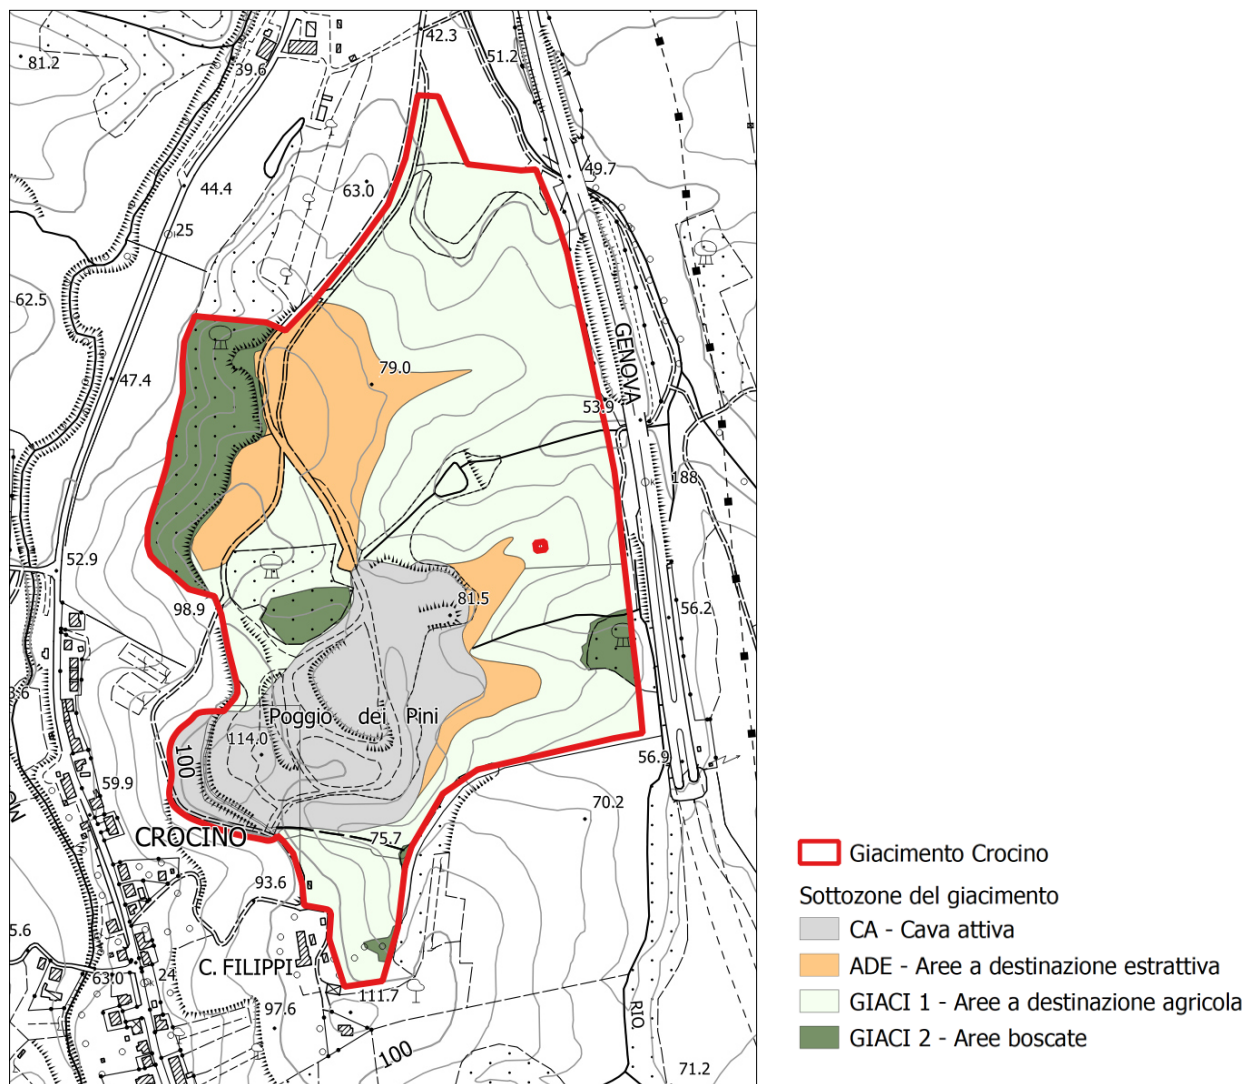 42.3
51.2
81.2
39.6
49.7
63.0
44.4
25
62.5
GENOVA
79.0
47.4
53.9
188
52.9
81.5
56.2
98.9
Poggio dei Pini
114.0
100
56.9
59.9
70.2
CROCINO
75.7
93.6
5.6
C. FILIPPI
63.0
24
111.7
97.6
RIO
100
71.2
Giacimento Crocino
Sottozone del giacimento
CA - Cava attiva
ADE - Aree a destinazione estrattiva
GIACI 1 - Aree a destinazione agricola
GIACI 2 - Aree boscate